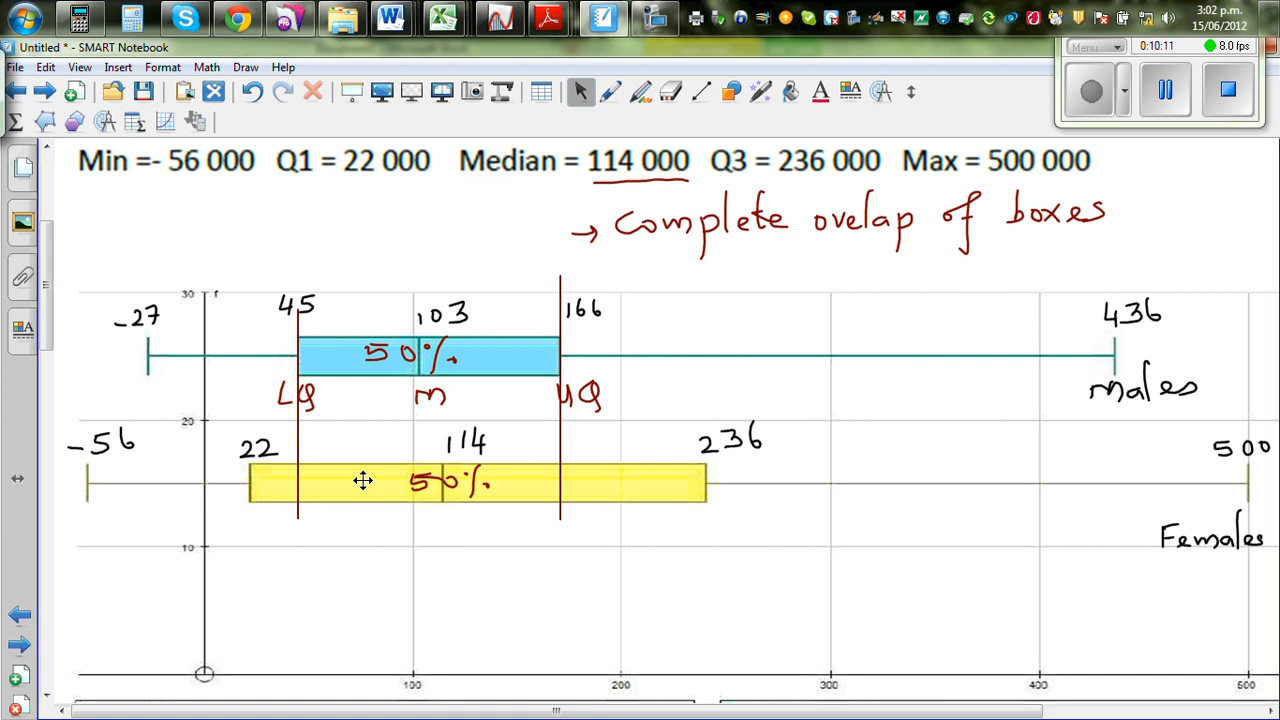 3:02 p.m.
15/06/2012
Untitled * - SMART Notebook
File Edit View Insert Format Math Draw Help
Menu
0:10:11
8.0 fps
Min =- 56 000 Q1 = 22 000 Median = 114 000 Q3 = 236 000 Max = 500 000
→ Complete ovelap of boxes
30
-27 45 103 166 436
50%
LQ m UQ males
20
-56 22 114 236 500
50%
Females
10
100 200 300 400 500